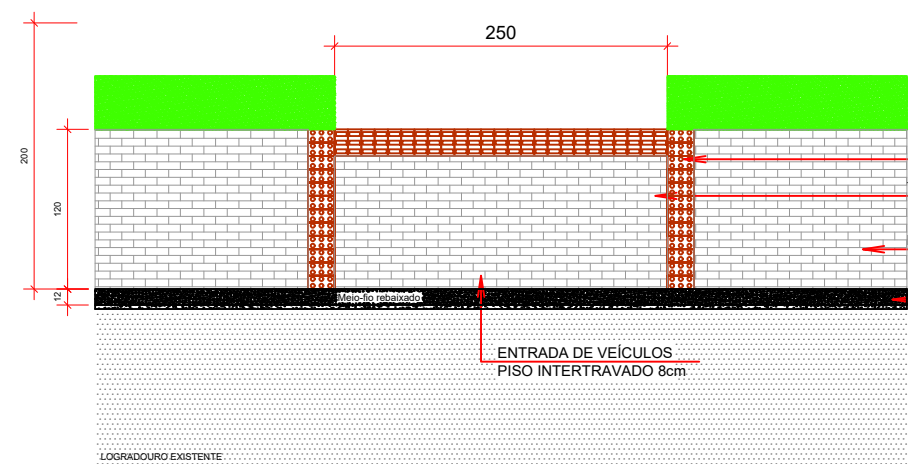 250
200
120
12
Meio-fio rebaixado
ENTRADA DE VEÍCULOS
PISO INTERTRAVADO 8cm
LOGRADOURO EXISTENTE